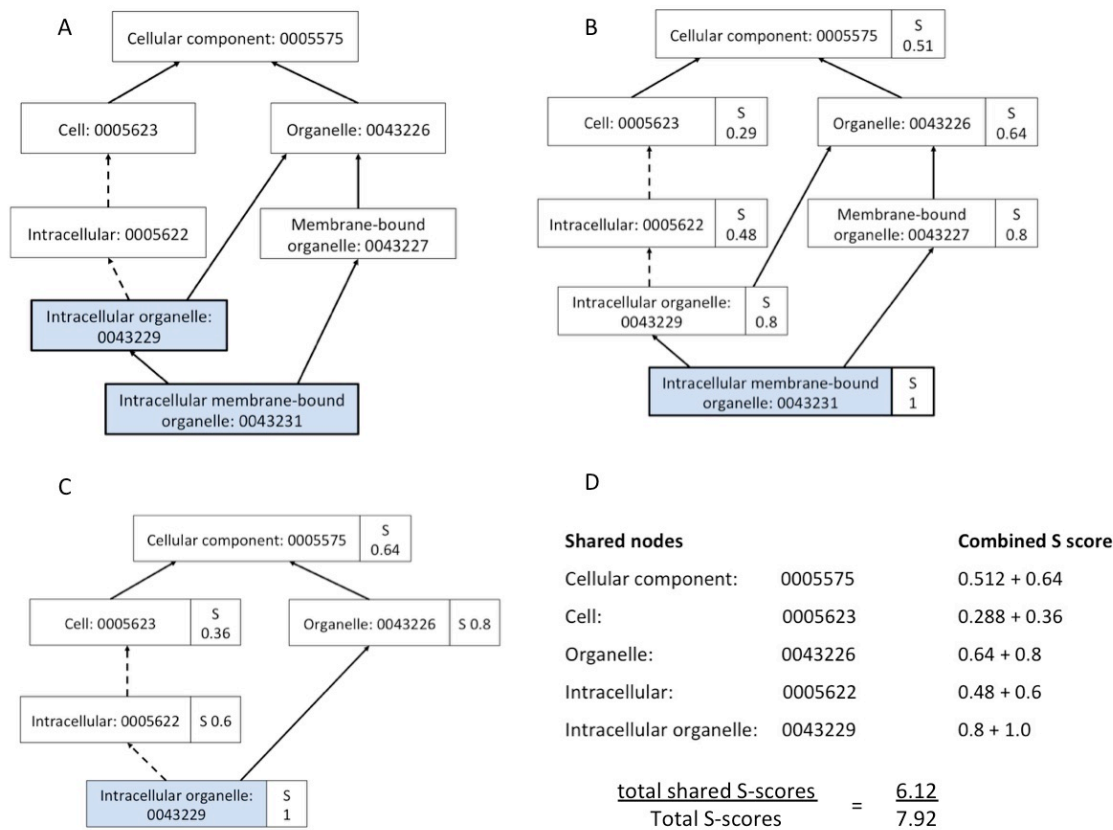 A
Cellular component: 0005575
Cell: 0005623
Organelle: 0043226
Intracellular: 0005622
Membrane-bound
organelle: 0043227
Intracellular organelle:
0043229
Intracellular membrane-bound
organelle: 0043231
B
Cellular component: 0005575
S
0.51
Cell: 0005623
S
0.29
Organelle: 0043226
S
0.64
Intracellular: 0005622
S
0.48
Membrane-bound
organelle: 0043227
S
0.8
Intracellular organelle:
0043229
S
0.8
Intracellular membrane-bound
organelle: 0043231
S
1
C
Cellular component: 0005575
S
0.64
Cell: 0005623
S
0.36
Organelle: 0043226
S 0.8
Intracellular: 0005622
S 0.6
Intracellular organelle:
0043229
S
1
D
Shared nodes Combined S score
Cellular component: 0005575 0.512 + 0.64
Cell: 0005623 0.288 + 0.36
Organelle: 0043226 0.64 + 0.8
Intracellular: 0005622 0.48 + 0.6
Intracellular organelle: 0043229 0.8 + 1.0
total shared S-scores = 6.12
Total S-scores 7.92